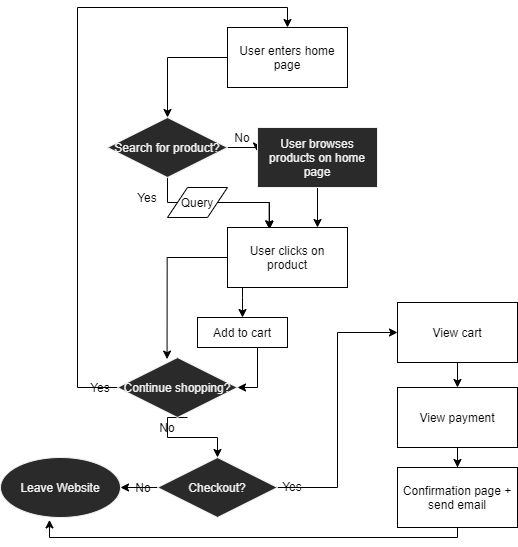 User enters home
page
Search for product?
No
User browses
products on home
page
Yes
Query
User clicks on
product
Add to cart
View cart
Yes
Continue shopping?
View payment
No
Leave Website
No
Checkout?
Yes
Confirmation page +
send email